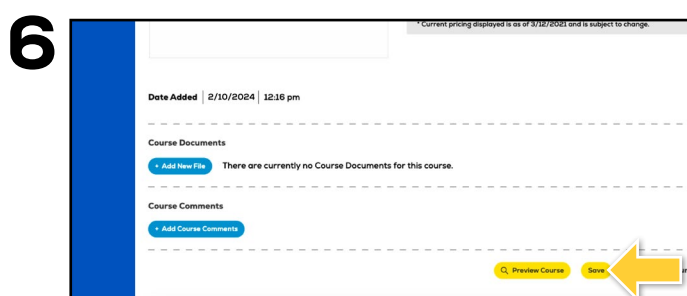 6
* Current pricing displayed is as of 3/12/2021 and is subject to change.
Date Added | 2/10/2024 | 12:16 pm
Course Documents
+ Add New File There are currently no Course Documents for this course.
Course Comments
+ Add Course Comments
Preview Course Save